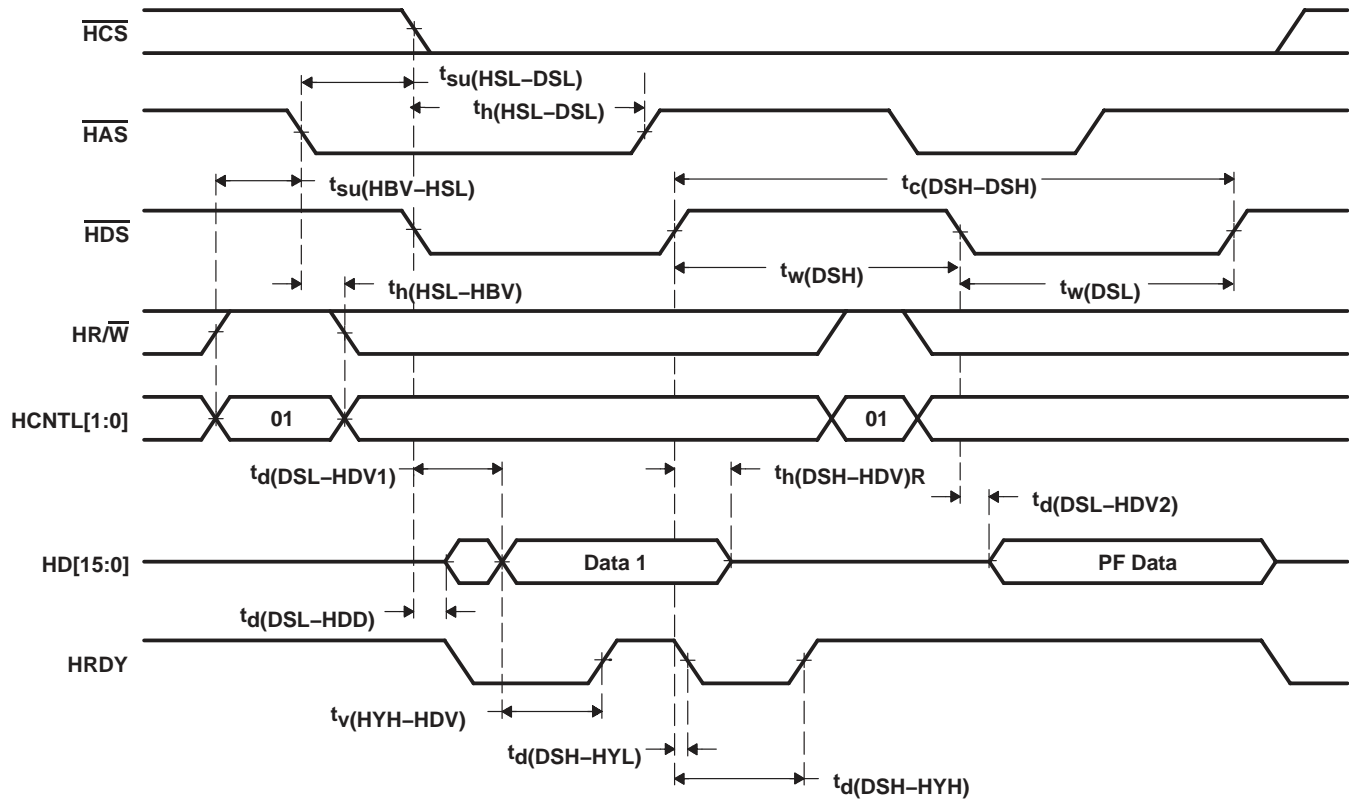 HCS
tsu(HSL–DSL)
th(HSL–DSL)
HAS
tsu(HBV–HSL)
tc(DSH–DSH)
HDS
tw(DSH)
tw(DSL)
th(HSL–HBV)
HR/W
HCNTL[1:0]
01
01
td(DSL–HDV1)
th(DSH–HDV)R
td(DSL–HDV2)
HD[15:0]
Data 1
PF Data
td(DSL–HDD)
HRDY
tv(HYH–HDV)
td(DSH–HYL)
td(DSH–HYH)